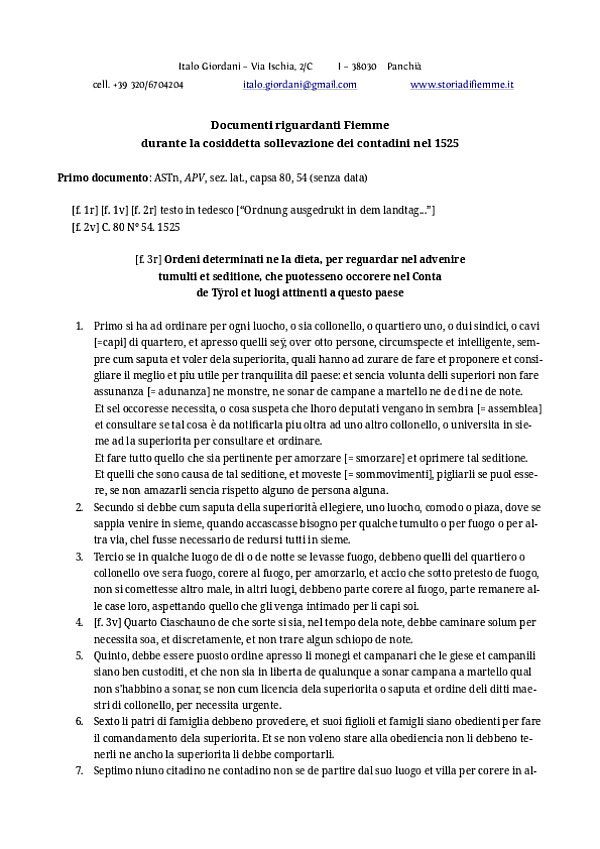 Italo Giordani – Via Ischia, 2/C I – 38030 Panchià
cell. +39 320/6704204 italo.giordani@gmail.com www.storiadifiemme.it
Documenti riguardanti Fiemme
durante la cosiddetta sollevazione dei contadini nel 1525
Primo documento: ASTn, APV, sez. lat., capsa 80, 54 (senza data)
[f. 1r] [f. 1v] [f. 2r] testo in tedesco [“Ordnung ausgedrukt in dem landtag...”]
[f. 2v] C. 80 Nº 54. 1525
[f. 3r] Ordeni determinati ne la dieta, per reguardar nel advenire
tumulti et seditione, che puotesseno occorere nel Conta
de Tÿrol et luogi attinenti a questo paese
1. Primo si ha ad ordinare per ogni luocho, o sia collonello, o quartiero uno, o dui sindici, o cavi
[=capi] di quartero, et apresso quelli seÿ, over otto persone, circumspecte et intelligente, sem-
pre cum saputa et voler dela superiorita, quali hanno ad zurare de fare et proponere et consi-
gliare il meglio et piu utile per tranquilita dil paese: et sencia volunta delli superiori non fare
assunanza [= adunanza] ne monstre, ne sonar de campane a martello ne de di ne de note.
Et sel occoresse necessita, o cosa suspeta che lhoro deputati vengano in sembra [= assemblea]
et consultare se tal cosa è da notificarla piu oltra ad uno altro collonello, o universita in sie-
me ad la superiorita per consultare et ordinare.
Et fare tutto quello che sia pertinente per amorzare [= smorzare] et oprimere tal seditione.
Et quelli che sono causa de tal seditione, et moveste [= sommovimenti], pigliarli se puol esse-
re, se non amazarli sencia rispetto alguno de persona alguna.
2. Secundo si debbe cum saputa della superiorità ellegiere, uno luocho, comodo o piaza, dove se
sappia venire in sieme, quando accascasse bisogno per qualche tumulto o per fuogo o per al-
tra via, chel fusse necessario de redursi tutti in sieme.
3. Tercio se in qualche luogo de di o de notte se levasse fuogo, debbeno quelli del quartiero o
collonello ove sera fuogo, corere al fuogo, per amorzarlo, et accio che sotto pretesto de fuogo,
non si comettesse altro male, in altri luogi, debbeno parte corere al fuogo, parte remanere al-
le case loro, aspettando quello che gli venga intimado per li capi soi.
4. [f. 3v] Quarto Ciaschauno de che sorte si sia, nel tempo dela note, debbe caminare solum per
necessita soa, et discretamente, et non trare algun schiopo de note.
5. Quinto, debbe essere puosto ordine apresso li monegi et campanari che le giese et campanili
siano ben custoditi, et che non sia in liberta de qualunque a sonar campana a martello qual
non s'habbino a sonar, se non cum licencia dela superiorita o saputa et ordine deli ditti mae-
stri di collonello, per necessita urgente.
6. Sexto li patri di famiglia debbeno provedere, et suoi figlioli et famigli siano obedienti per fare
il comandamento dela superiorita. Et se non voleno stare alla obediencia non li debbeno te-
nerli ne ancho la superiorita li debbe comportarli.
7. Septimo niuno citadino ne contadino non se de partire dal suo luogo et villa per corere in al-